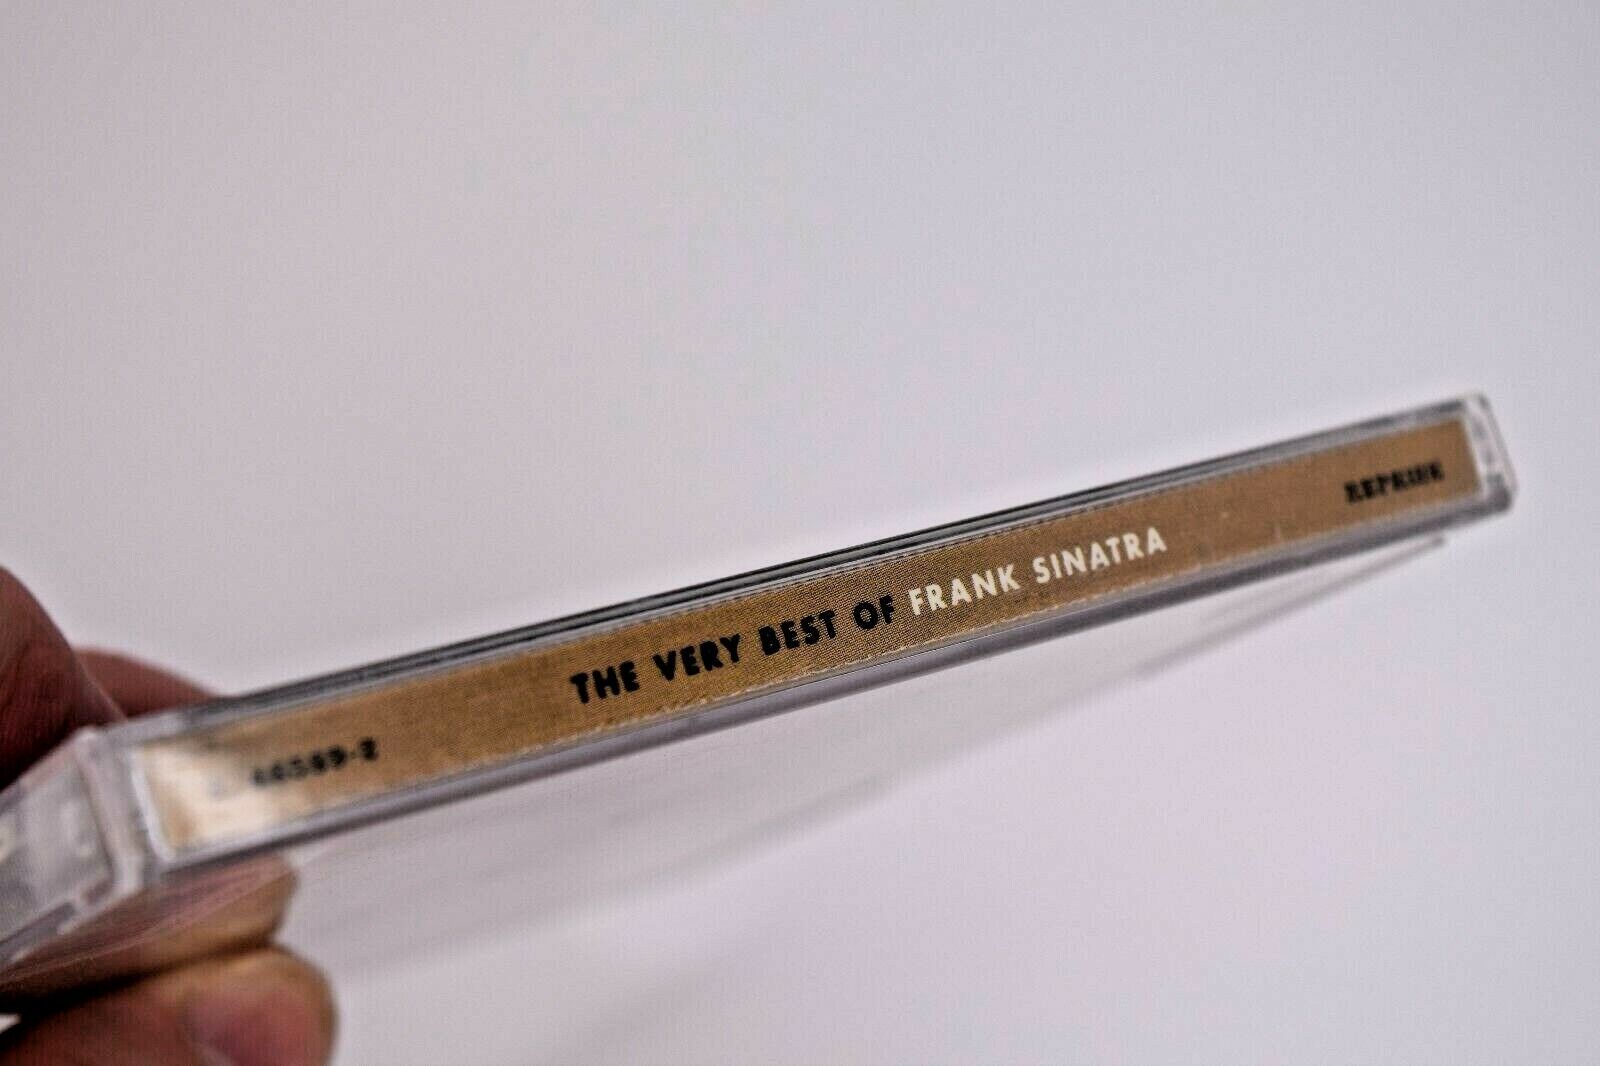 46589-2 THE VERY BEST OF FRANK SINATRA REPRISE